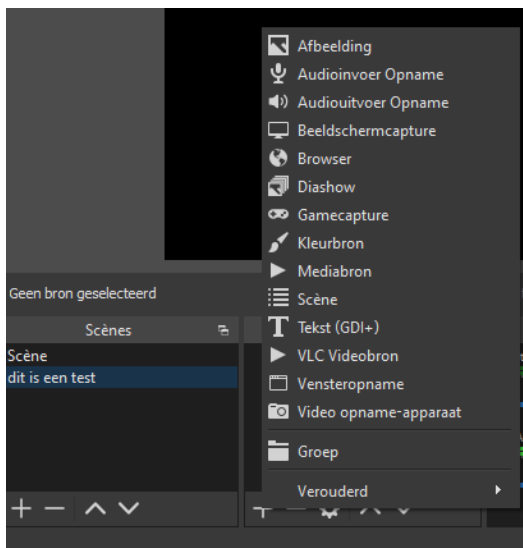 Afbeelding
Audioinvoer Opname
Audiouitvoer Opname
Beeldschermcapture
Browser
Diashow
Gamecapture
Kleurbron
Mediabron
Scène
Tekst (GDI+)
VLC Videobron
Vensteropname
Video opname-apparaat
Groep
Verouderd
Geen bron geselecteerd
Scènes
Scène
dit is een test